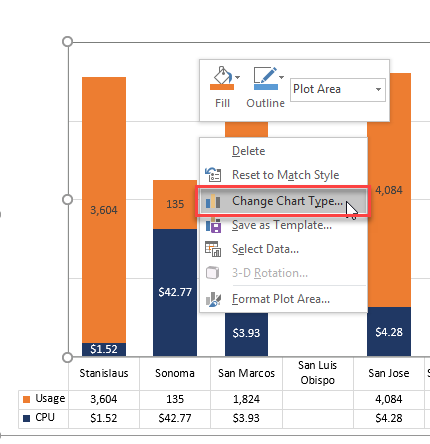 Plot Area
Fill
Outline
Delete
Reset to Match Style
Change Chart Type...
Save as Template...
Select Data...
3-D Rotation...
Format Plot Area...
3,604
135
4,084
$42.77
$3.93
$4.28
$1.52
Stanislaus Sonoma San Marcos San Luis Obispo San Jose
Usage 3,604 135 1,824 4,084
CPU $1.52 $42.77 $3.93 $4.28